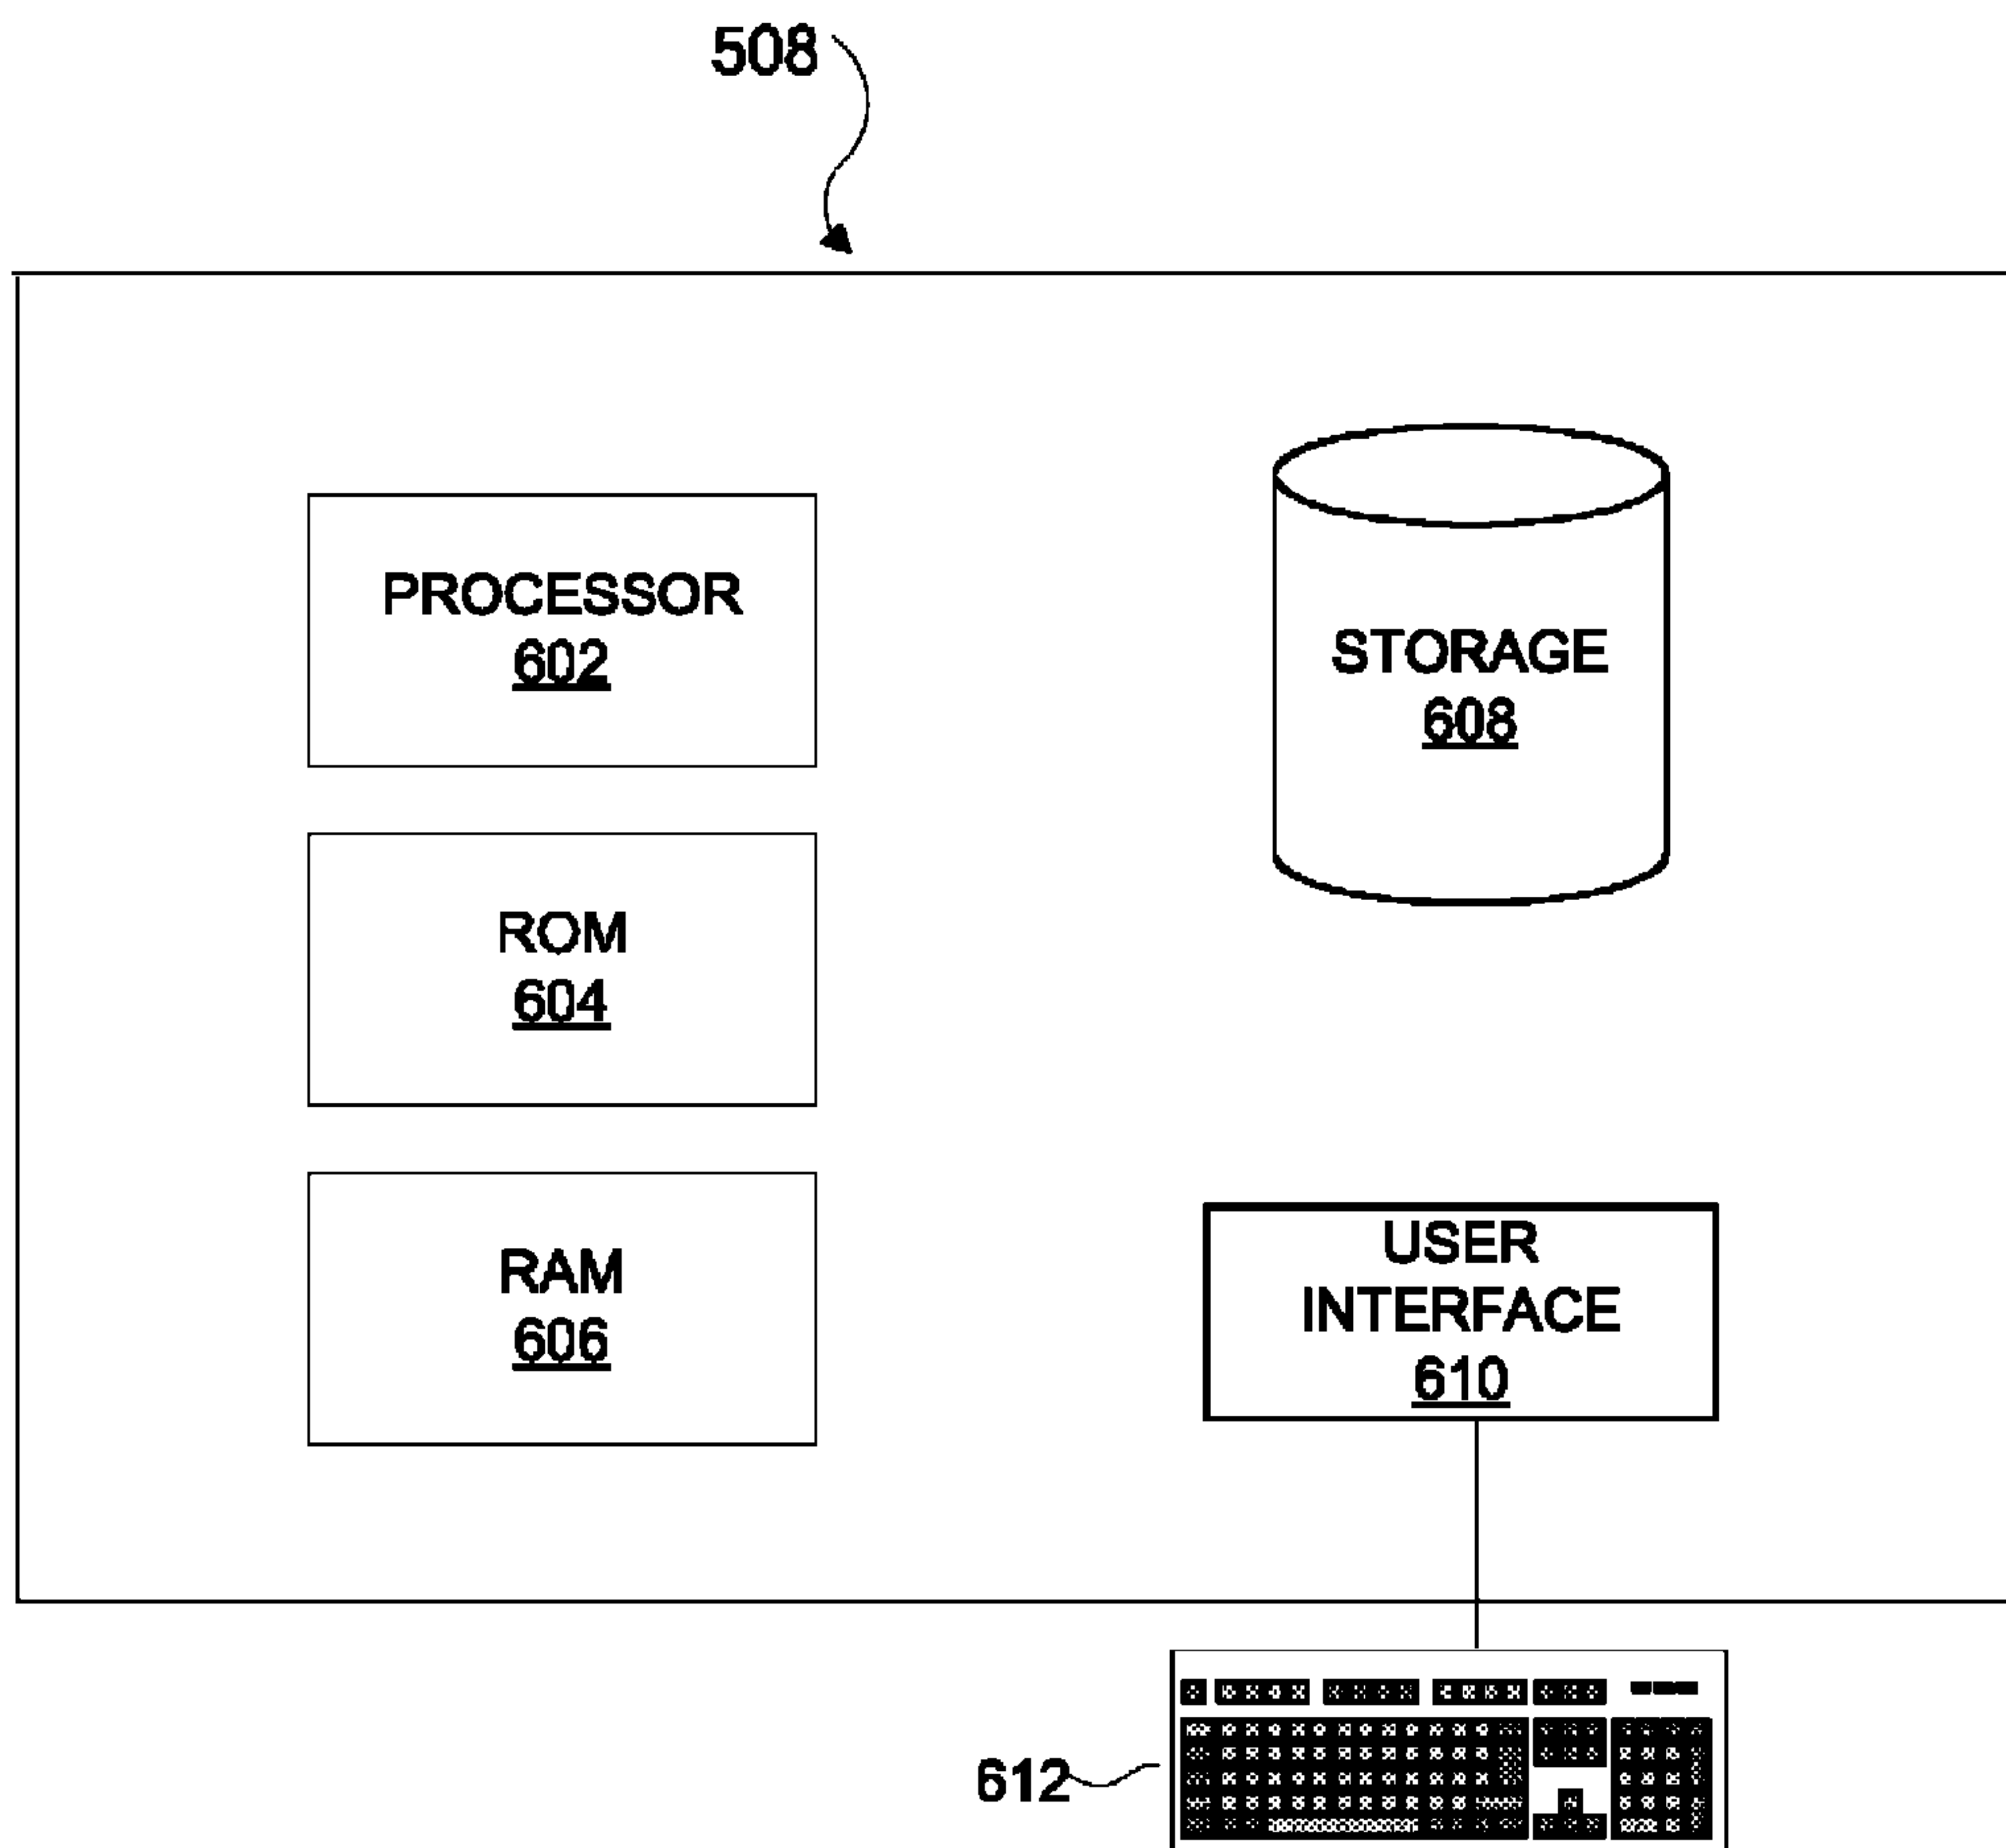 508
PROCESSOR
602
STORAGE
608
ROM
604
RAM
606
USER
INTERFACE
610
612